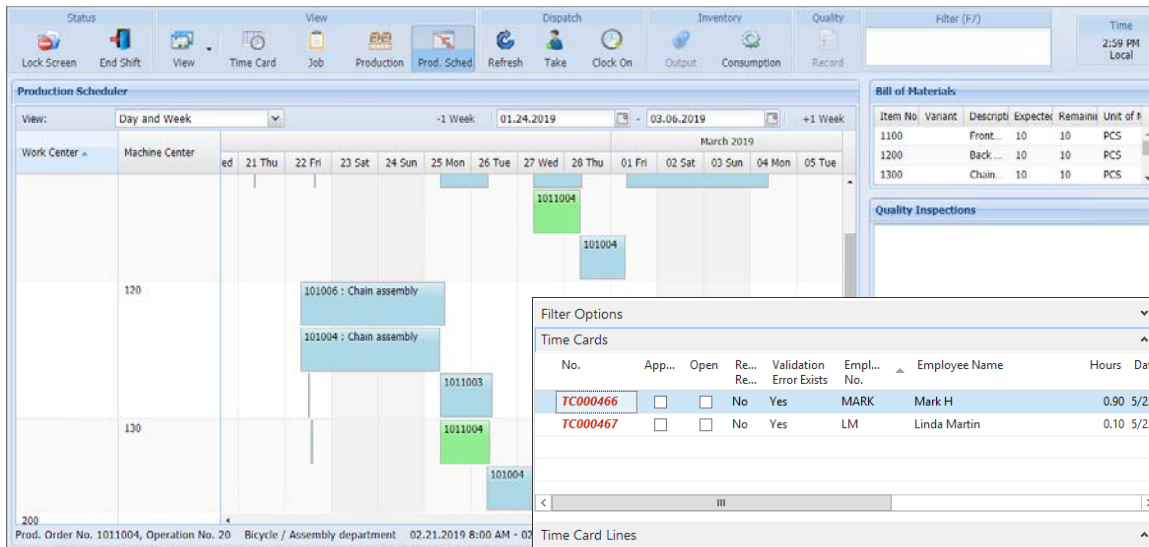 Status View Dispatch Inventory Quality Filter (F7) Time
Lock Screen End Shift View Time Card Job Production Prod. Sched Refresh Take Clock On Output Consumption Record 2:59 PM
Local
Production Scheduler
View: Day and Week -1 Week 01.24.2019 - 03.06.2019 +1 Week
Work Center Machine Center March 2019
ed 21 Thu 22 Fri 23 Sat 24 Sun 25 Mon 26 Tue 27 Wed 28 Thu 01 Fri 02 Sat 03 Sun 04 Mon 05 Tue
1011004
101004
120
101006 : Chain assembly
101004 : Chain assembly
1011003
130
1011004
101004
200
Prod. Order No. 1011004, Operation No. 20 Bicycle / Assembly department 02.21.2019 8:00 AM - 02
Bill of Materials
Item No Variant Descripti Expected Remaini Unit of M
1100 Front... 10 10 PCS
1200 Back ... 10 10 PCS
1300 Chain... 10 10 PCS
Quality Inspections
Filter Options
Time Cards
No. App... Open Re... Validation Empl... Employee Name Hours Dat
Re... Error Exists No.
TC000466 No Yes MARK Mark H 0.90 5/2
TC000467 No Yes LM Linda Martin 0.10 5/2
Time Card Lines